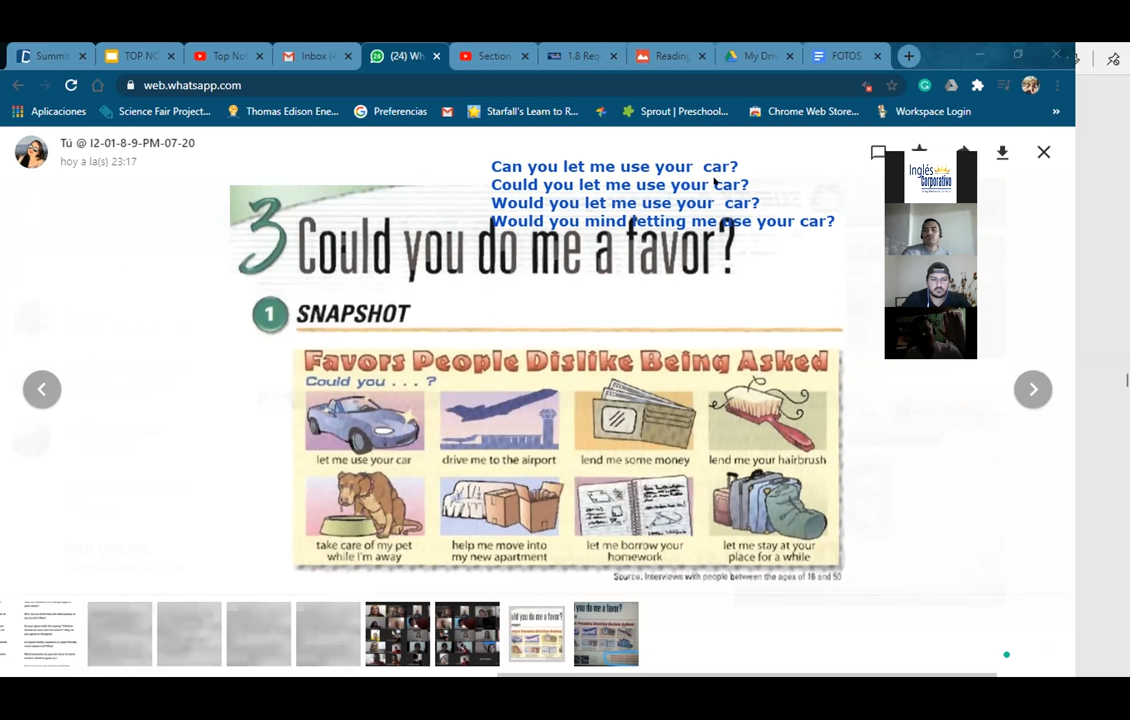 Summit
TOP NO
Top Not
Inbox (
(24) Wh
Section
1.8 Req
Reading
My Driv
FOTOS
web.whatsapp.com
Aplicaciones
Science Fair Project...
Thomas Edison Ene...
Preferencias
Starfall's Learn to R...
Sprout | Preschool...
Chrome Web Store...
Workspace Login
»
Tú @ I2-01-8-9-PM-07-20
hoy a la(s) 23:17
Can you let me use your car?
Could you let me use your car?
Would you let me use your car?
Would you mind letting me use your car?
Inglés
Corporativo
3 Could you do me a favor?
1 SNAPSHOT
Favors People Dislike Being Asked
Could you . . . ?
let me use your car
drive me to the airport
lend me some money
lend me your hairbrush
take care of my pet
while I'm away
help me move into
my new apartment
let me borrow your
homework
let me stay at your
place for a while
Source: Interviews with people between the ages of 16 and 50